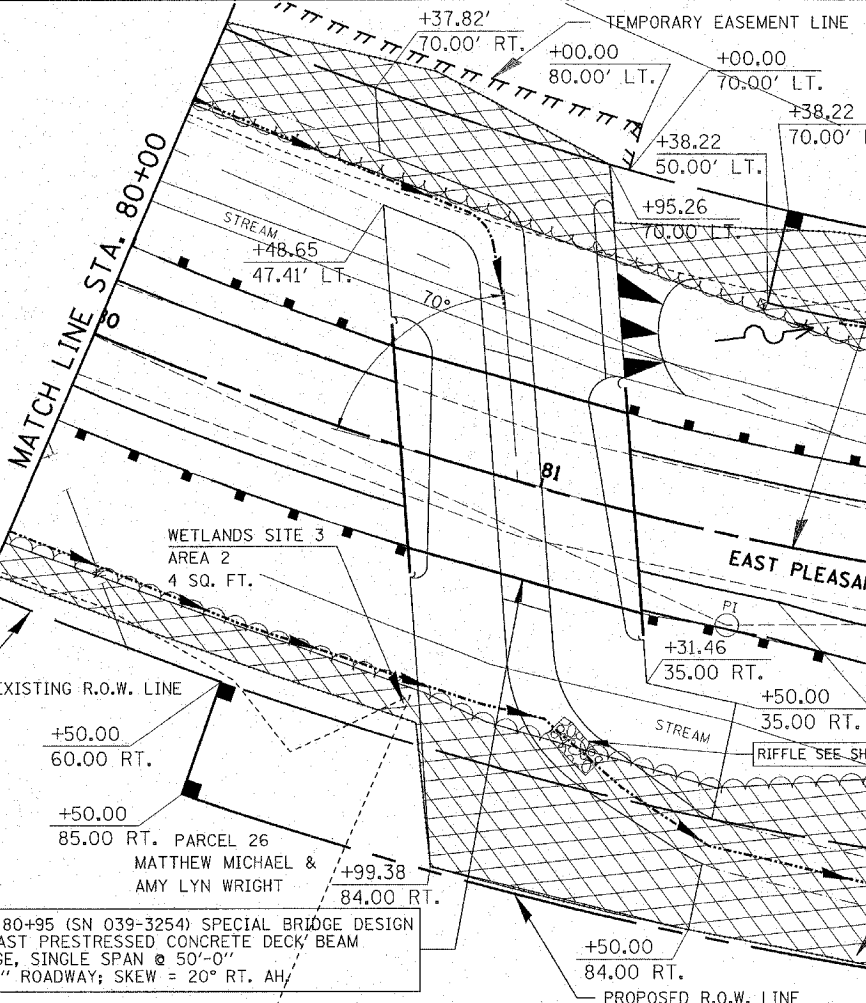 +37.82'
70.00' RT.
TEMPORARY EASEMENT LINE
+00.00
80.00' LT.
+00.00
70.00' LT.
+38.22
70.00' LT
+38.22
50.00' LT.
+95.26
70.00 LT.
MATCH LINE STA. 80+00
STREAM
+48.65
47.41' LT.
70°
80
81
WETLANDS SITE 3
AREA 2
4 SQ. FT.
EAST PLEASAN
PI
+31.46
35.00 RT.
+50.00
35.00 RT.
EXISTING R.O.W. LINE
STREAM
RIFFLE SEE SH
+50.00
60.00 RT.
+50.00
85.00 RT.
PARCEL 26
MATTHEW MICHAEL &
AMY LYN WRIGHT
+99.38
84.00 RT.
80+95 (SN 039-3254) SPECIAL BRIDGE DESIGN
AST PRESTRESSED CONCRETE DECK BEAM
GE, SINGLE SPAN @ 50'-0''
'' ROADWAY; SKEW = 20° RT. AH.
+50.00
84.00 RT.
PROPOSED R.O.W. LINE